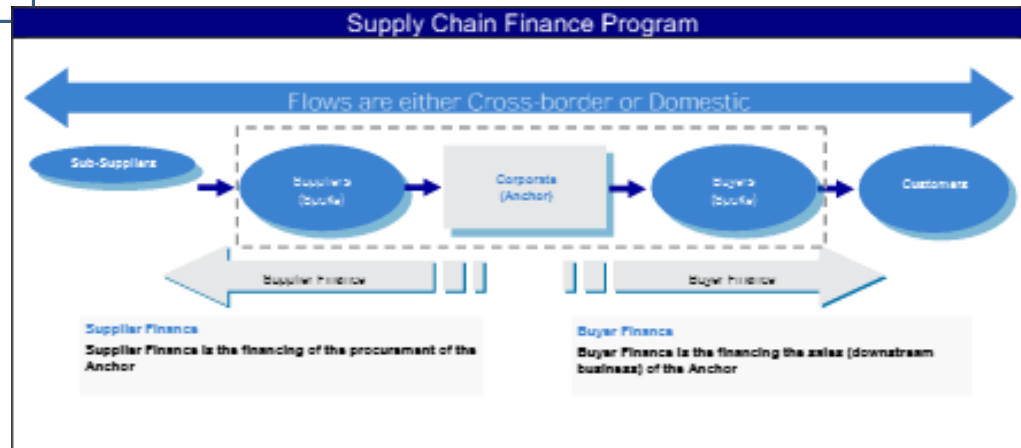 Supply Chain Finance Program
Flows are either Cross-border or Domestic
Sub-Suppliers
Suppliers
(Spoke)
Corporate
(Anchor)
Buyers
(Spoke)
Customers
Supplier Finance
Buyer Finance
Supplier Finance
Supplier Finance is the financing of the procurement of the
Anchor
Buyer Finance
Buyer Finance is the financing the sales (downstream
business) of the Anchor